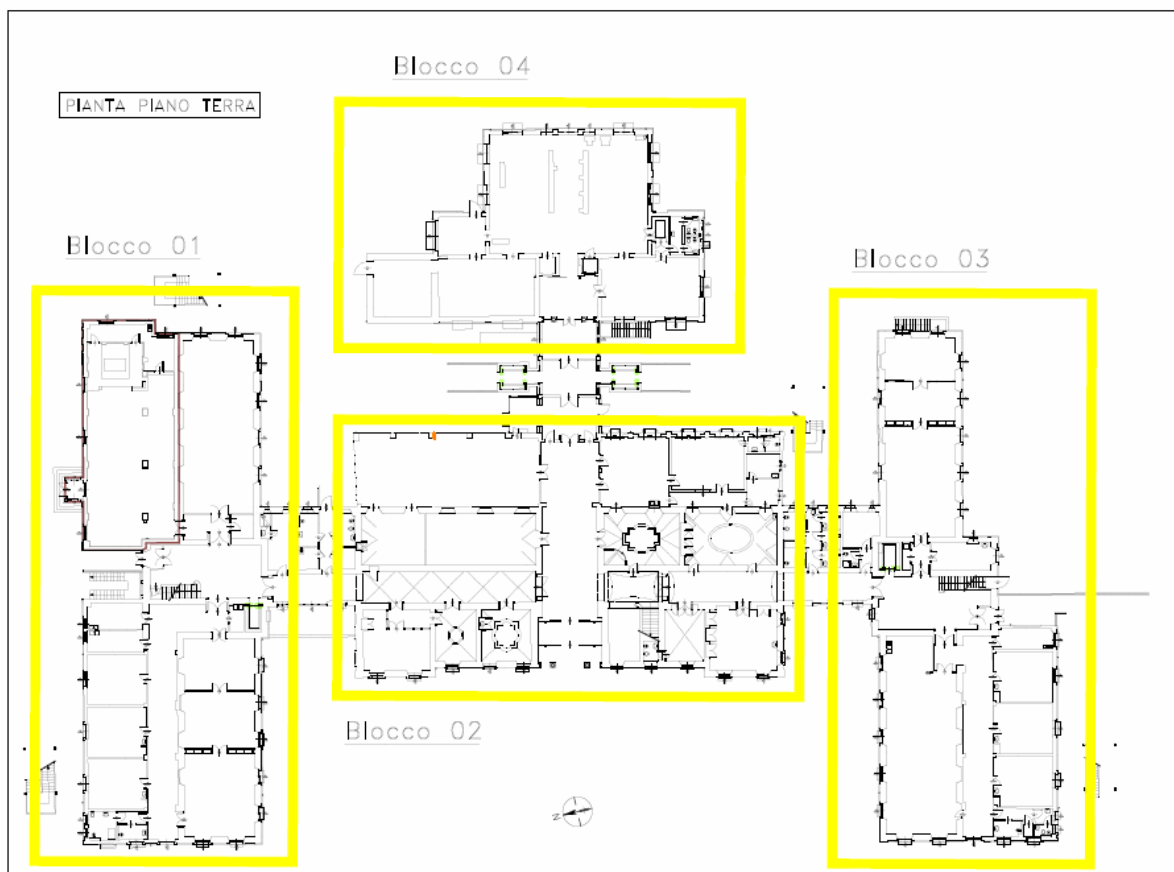 Blocco 04
PIANTA PIANO TERRA
Blocco 01
Blocco 03
Blocco 02
N